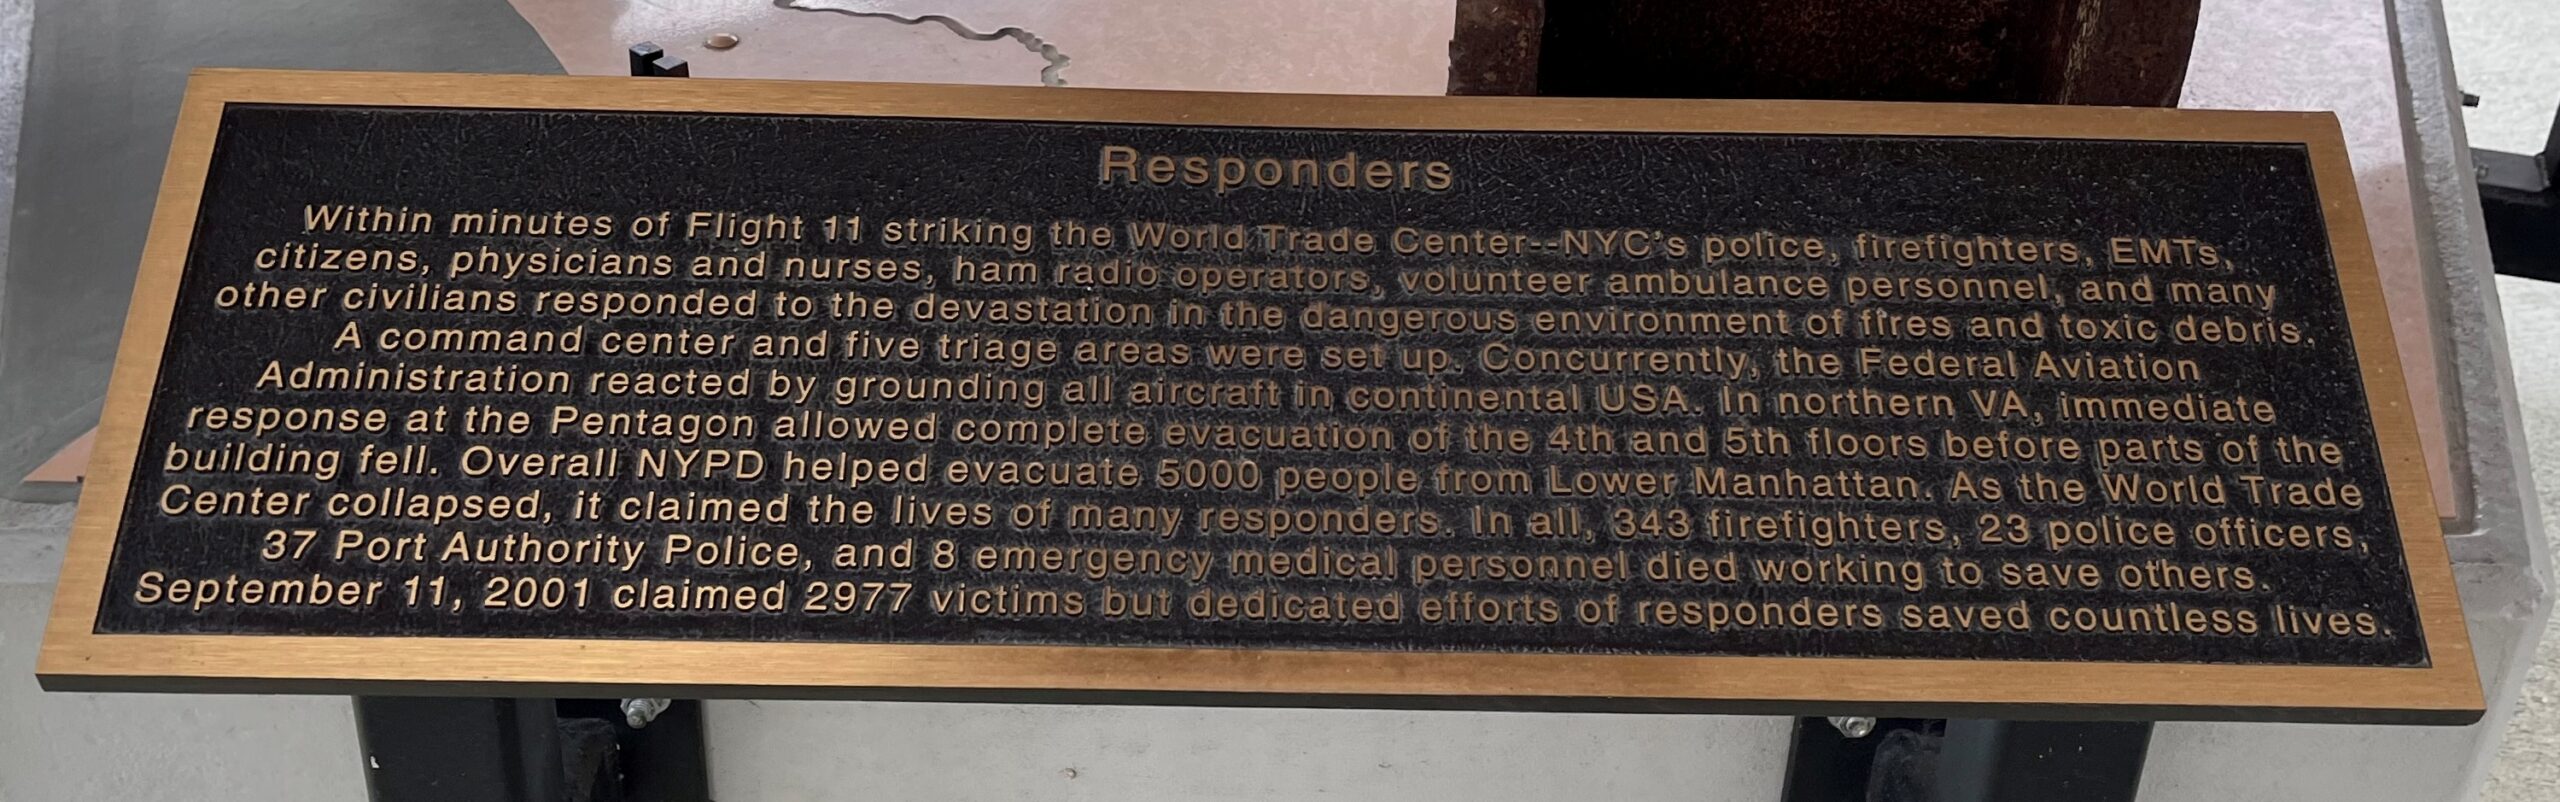 Responders
Within minutes of Flight 11 striking the World Trade Center--NYC's police, firefighters, EMTs,
citizens, physicians and nurses, ham radio operators, volunteer ambulance personnel, and many
other civilians responded to the devastation in the dangerous environment of fires and toxic debris.
A command center and five triage areas were set up. Concurrently, the Federal Aviation
Administration reacted by grounding all aircraft in continental USA. In northern VA, immediate
response at the Pentagon allowed complete evacuation of the 4th and 5th floors before parts of the
building fell. Overall NYPD helped evacuate 5000 people from Lower Manhattan. As the World Trade
Center collapsed, it claimed the lives of many responders. In all, 343 firefighters, 23 police officers,
37 Port Authority Police, and 8 emergency medical personnel died working to save others.
September 11, 2001 claimed 2977 victims but dedicated efforts of responders saved countless lives.